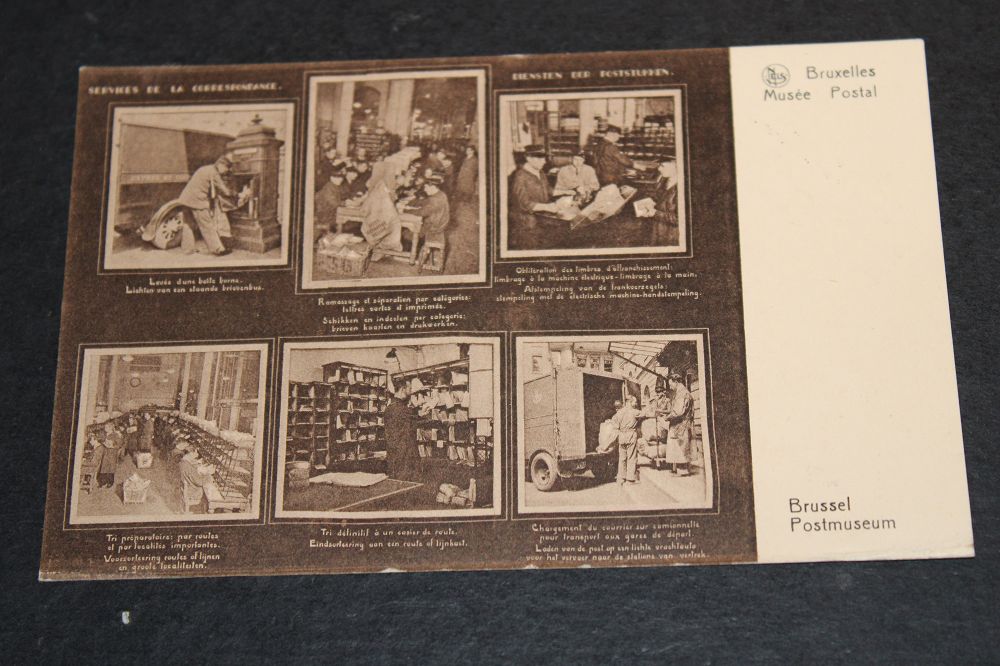 SERVICES DE LA CORRESPONDANCE.
DIENSTEN DER POSTSTUKKEN.
Levée d'une boîte borne.
Lichten van een staande brievenbus.
Ramassage et séparation par catégories:
lettres cartes et imprimés.
Schikken en indeelen per categorie:
brieven kaarten en drukwerken.
Oblitération des timbres d'affranchissement:
timbrage à la machine électrique - timbrage à la main.
Afstempeling van de frankeerzegels:
stempeling met de electrische machine-handstempeling.
Tri préparatoire: par routes
et par localités importantes.
Voorsorteering routes of lijnen
en groote localiteiten.
Tri définitif à un casier de route.
Eindsorteering aan een route of lijnkast.
Chargement du courrier sur camionnette
pour transport aux gares de départ.
Laden van de post op een lichte vrachtauto
voor het vervoer naar de stations van vertrek.
Bruxelles
Musée Postal
Brussel
Postmuseum